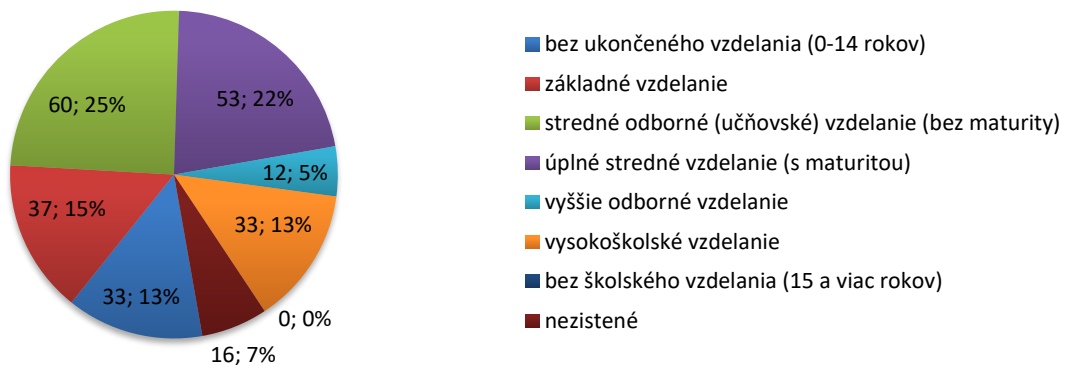 60; 25%
53; 22%
12; 5%
37; 15%
33; 13%
33; 13%
0; 0%
16; 7%
bez ukončeného vzdelania (0-14 rokov)
základné vzdelanie
stredné odborné (učňovské) vzdelanie (bez maturity)
úplné stredné vzdelanie (s maturitou)
vyššie odborné vzdelanie
vysokoškolské vzdelanie
bez školského vzdelania (15 a viac rokov)
nezistené